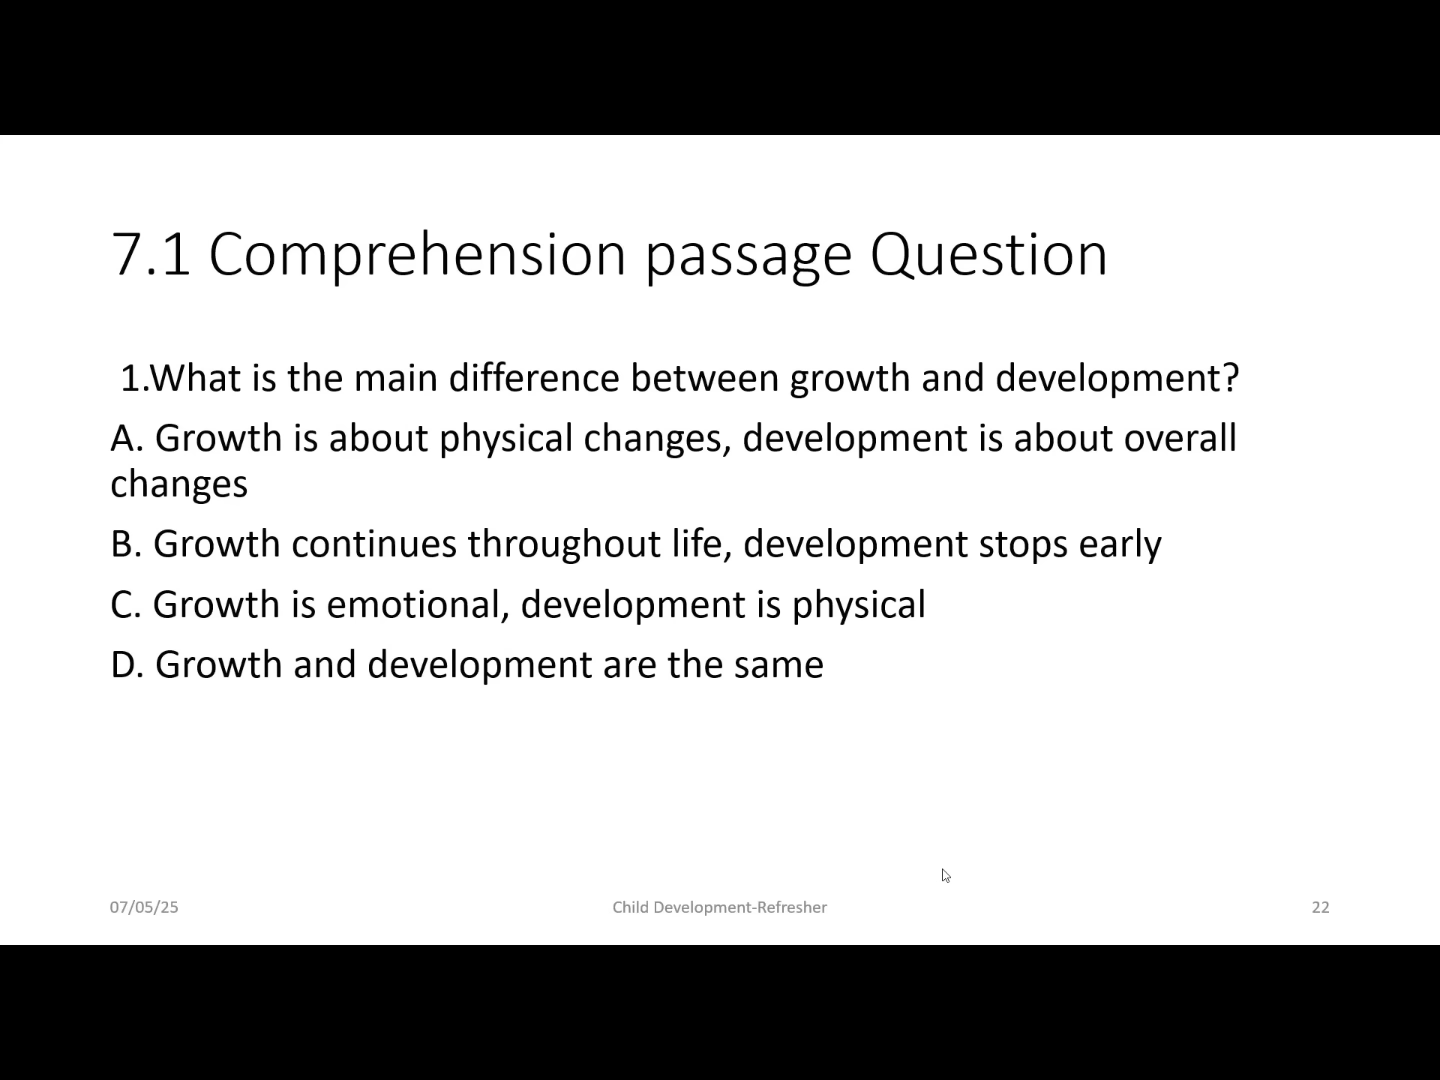 7.1 Comprehension passage Question
1.What is the main difference between growth and development?
A. Growth is about physical changes, development is about overall
changes
B. Growth continues throughout life, development stops early
C. Growth is emotional, development is physical
D. Growth and development are the same
07/05/25
Child Development-Refresher
22